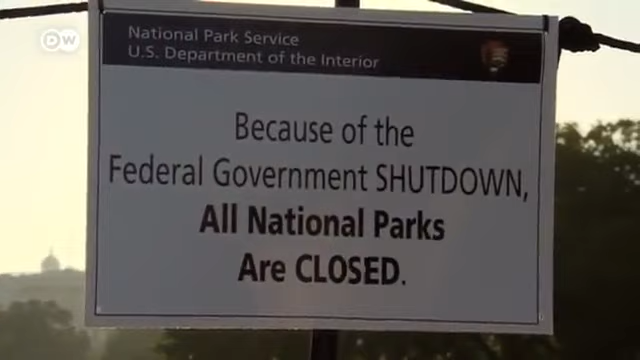 DW
National Park Service
U.S. Department of the Interior
Because of the
Federal Government SHUTDOWN,
All National Parks
Are CLOSED.